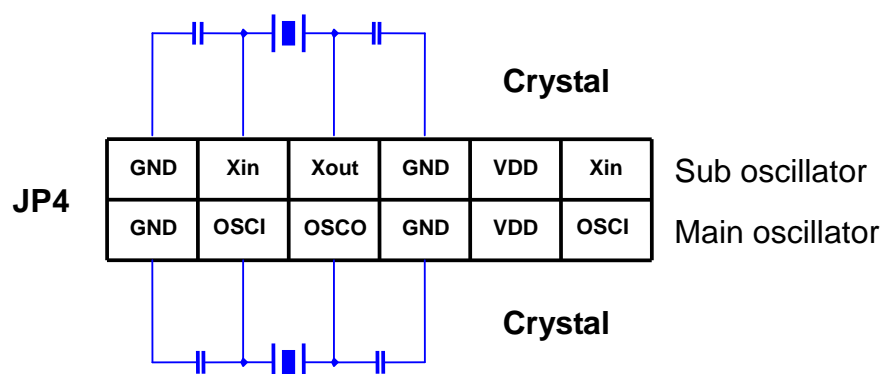 Crystal
GND Xin Xout GND VDD Xin Sub oscillator
JP4
GND OSCI OSCO GND VDD OSCI Main oscillator
Crystal